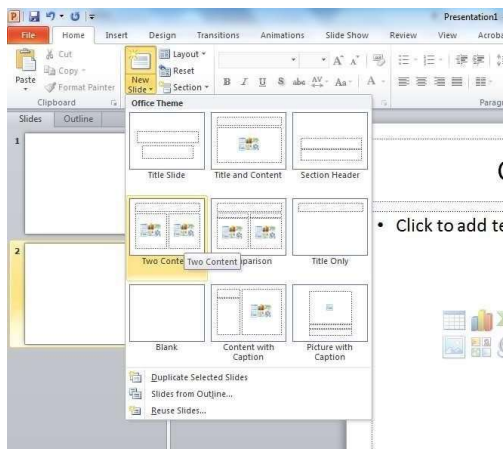 Presentation1
File Home Insert Design Transitions Animations Slide Show Review View Acroba
Paste
Cut
Copy
Format Painter
Clipboard
New Slide
Layout
Reset
Section
B I U S abc AV Aa A
A A
Paragr
Slides Outline
1
2
Office Theme
Title Slide Title and Content Section Header
Two Conte Two Content parison Title Only
Blank Content with Caption Picture with Caption
Duplicate Selected Slides
Slides from Outline...
Reuse Slides...
C
• Click to add te